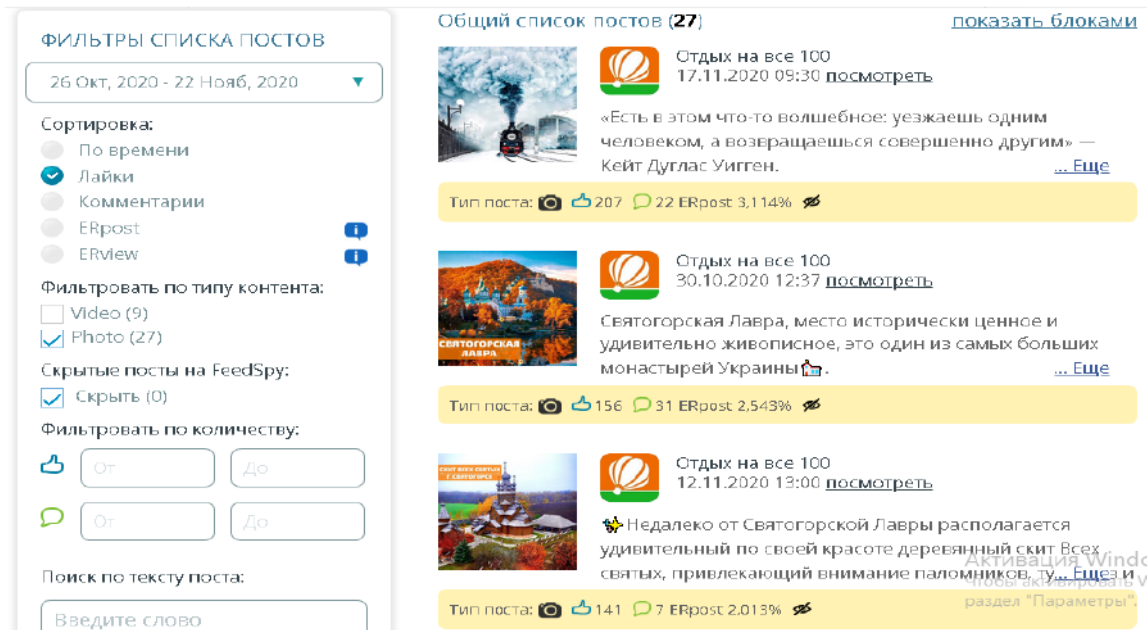 ФИЛЬТРЫ СПИСКА ПОСТОВ
26 Окт, 2020 - 22 Нояб, 2020
Сортировка:
По времени
Лайки
Комментарии
ERpost
ERview
Фильтровать по типу контента:
Video (9)
Photo (27)
Скрытые посты на FeedSpy:
Скрыть (0)
Фильтровать по количеству:
От
До
От
До
Поиск по тексту поста:
Введите слово
Общий список постов (27)
показать блоками
Отдых на все 100
17.11.2020 09:30 посмотреть
«Есть в этом что-то волшебное: уезжаешь одним
человеком, а возвращаешься совершенно другим» —
Кейт Дуглас Уигген.
... Еще
Тип поста: 207 22 ERpost 3,114%
СВЯТОГОРСКАЯ
ЛАВРА
Отдых на все 100
30.10.2020 12:37 посмотреть
Святогорская Лавра, место исторически ценное и
удивительно живописное, это один из самых больших
монастырей Украины.
... Еще
Тип поста: 156 31 ERpost 2,543%
СКИТ ВСЕХ СВЯТЫХ
Г. СВЯТОГОРСК
Отдых на все 100
12.11.2020 13:00 посмотреть
Недалеко от Святогорской Лавры располагается
удивительный по своей красоте деревянный скит Всех
святых, привлекающий внимание паломников, ту... Еще
Тип поста: 141 7 ERpost 2.013%
Активация Windo
Чтобы активировать W
раздел "Параметры".